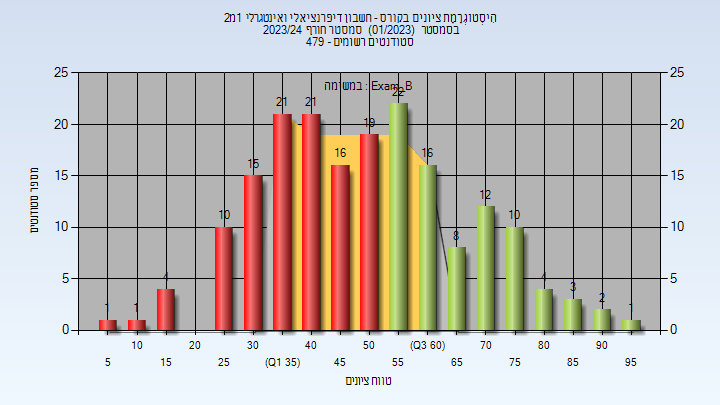 היסטוגרמת ציונים בקורס - חשבון דיפרנציאלי ואינטגרלי 1מ2
בסמסטר (01/2023) סמסטר חורף 2023/24
סטודנטים רשומים - 479
במשימה : Exam_B
מספר סטודנטים
25 20 15 10 5 0
25 20 15 10 5 0
1 1 4 10 15 21 21 16 19 22 16 8 12 10 4 3 2 1
10 20 30 40 50 (Q3 60) 70 80 90
5 15 25 (Q1 35) 45 55 65 75 85 95
טווח ציונים